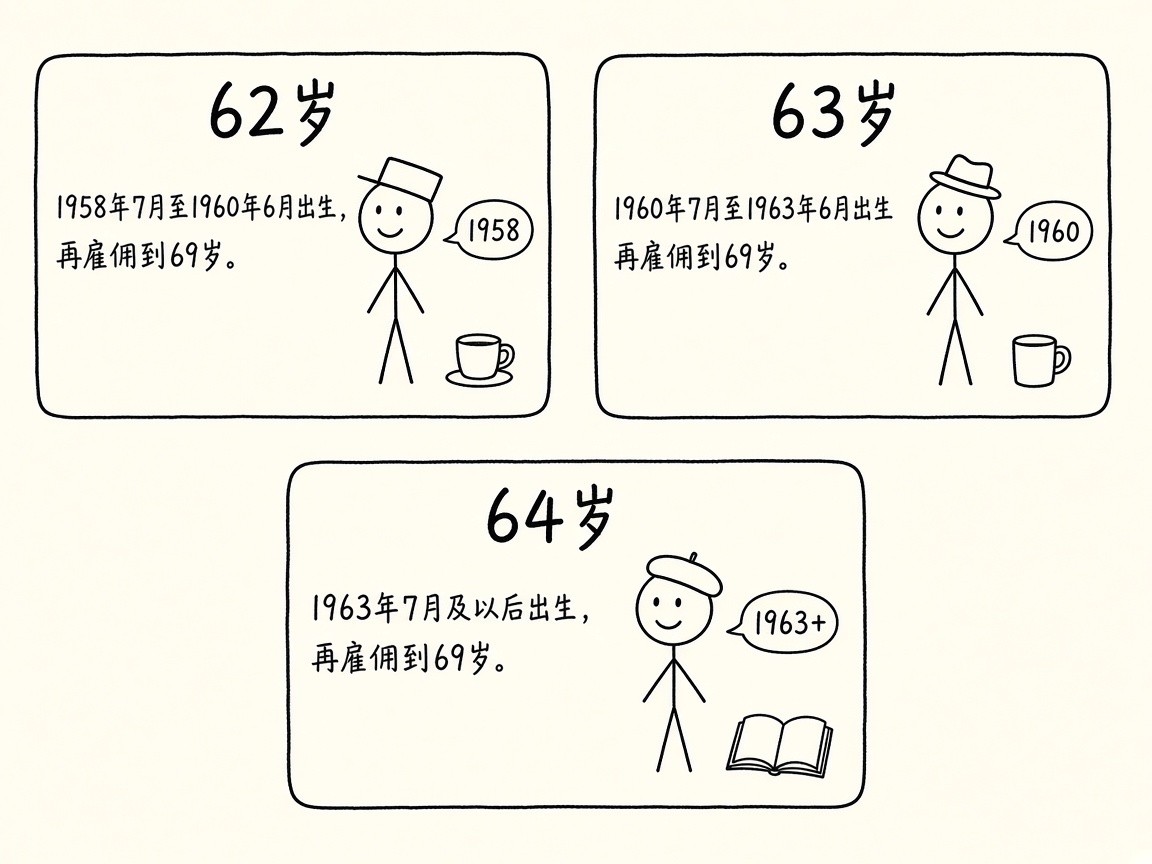 62岁
1958年7月至1960年6月出生，
再雇佣到69岁。
1958
63岁
1960年7月至1963年6月出生
再雇佣到69岁。
1960
64岁
1963年7月及以后出生，
再雇佣到69岁。
1963+